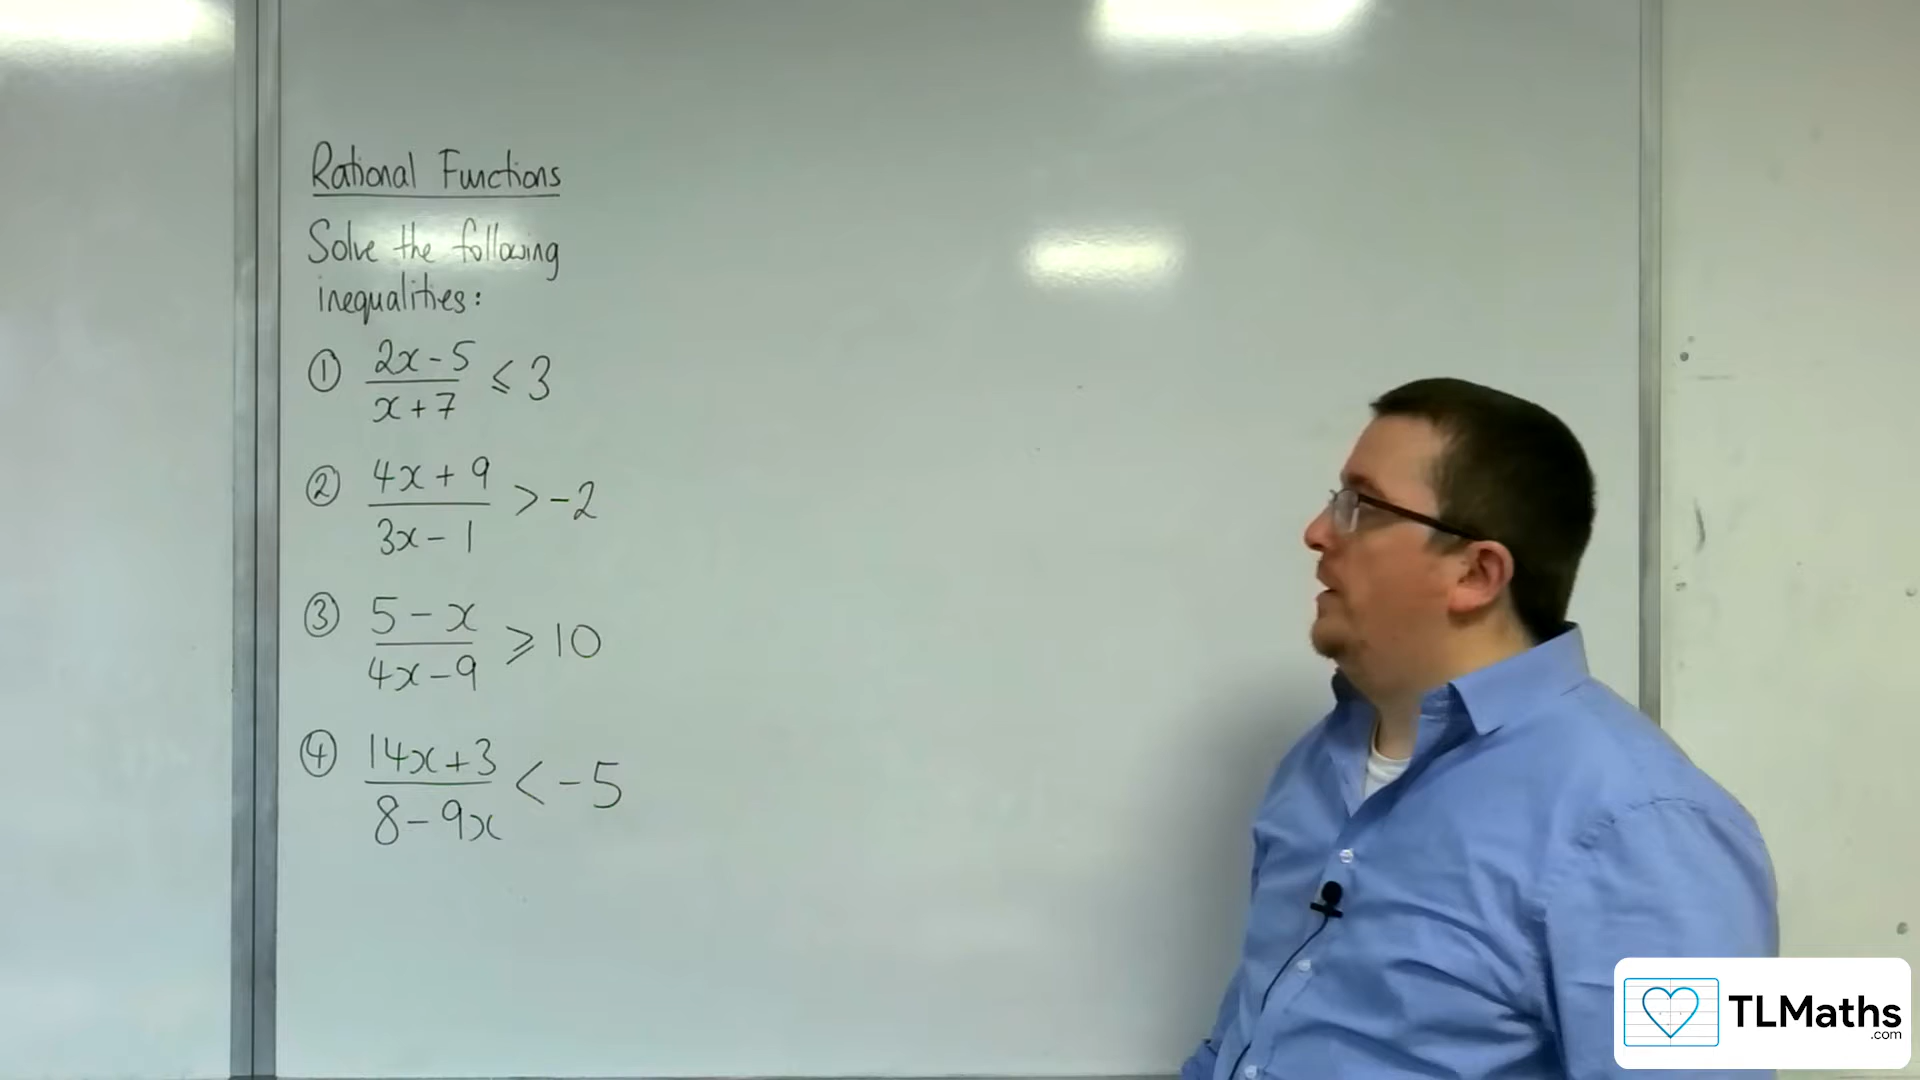 Rational Functions
Solve the following
inequalities:
① 2x - 5
x + 7
≤ 3
② 4x + 9
3x - 1
> -2
③ 5 - x
4x - 9
⩾ 10
④ 14x + 3
8 - 9x
< -5
TLMaths
.com